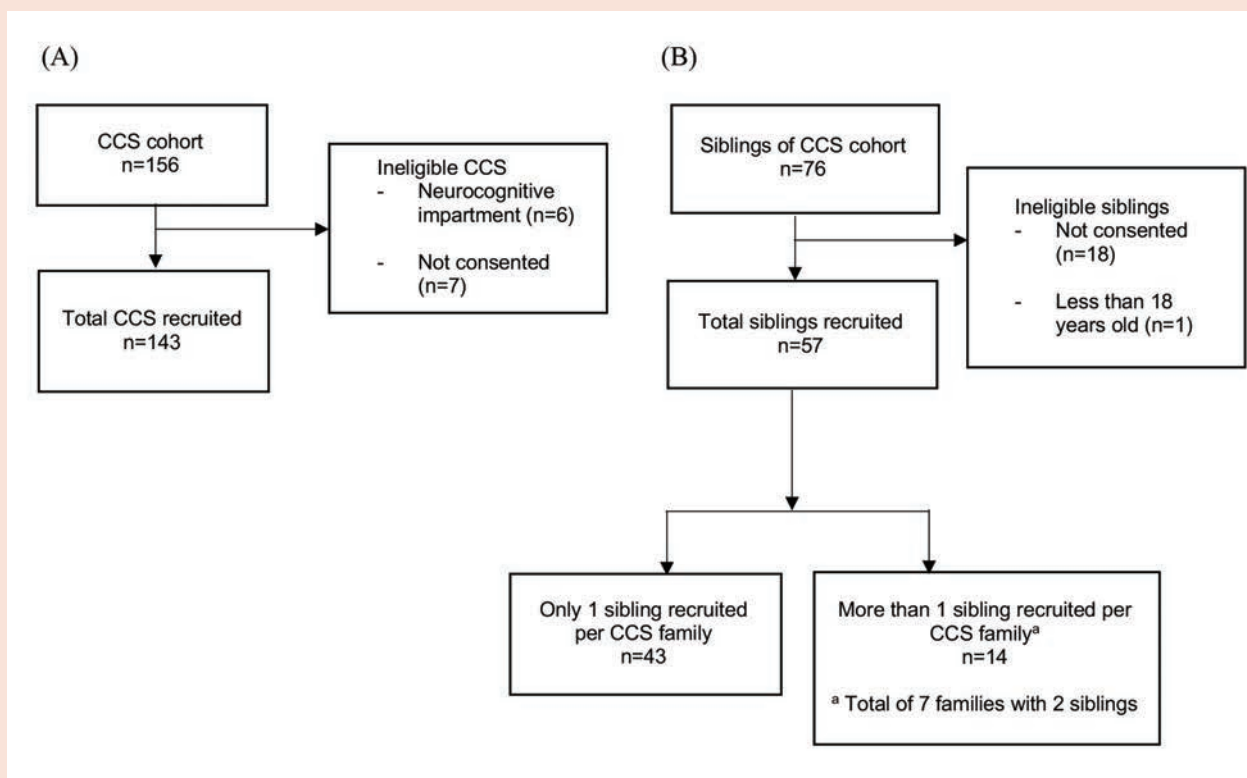 (A)
CCS cohort
n=156
Ineligible CCS
- Neurocognitive
impartment (n=6)
- Not consented
(n=7)
Total CCS recruited
n=143
(B)
Siblings of CCS cohort
n=76
Ineligible siblings
- Not consented
(n=18)
- Less than 18
years old (n=1)
Total siblings recruited
n=57
Only 1 sibling recruited
per CCS family
n=43
More than 1 sibling recruited per
CCS familyᵃ
n=14
ᵃ Total of 7 families with 2 siblings